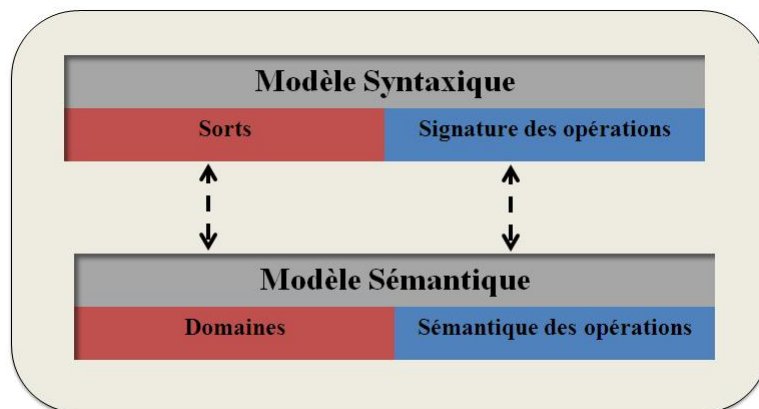 Modèle Syntaxique
Sorts Signature des opérations
Modèle Sémantique
Domaines Sémantique des opérations